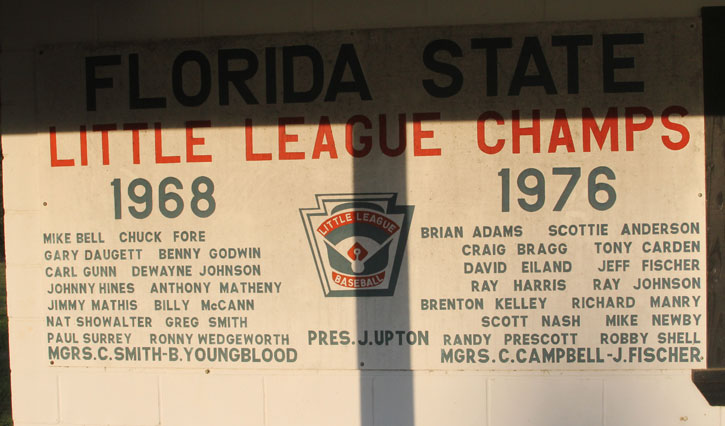 FLORIDA STATE
LITTLE LEAGUE CHAMPS
1968
MIKE BELL CHUCK FORE
GARY DAUGETT BENNY GODWIN
CARL GUNN DEWAYNE JOHNSON
JOHNNY HINES ANTHONY MATHENY
JIMMY MATHIS BILLY McCANN
NAT SHOWALTER GREG SMITH
PAUL SURREY RONNY WEDGEWORTH
MGRS.C.SMITH-B.YOUNGBLOOD
LITTLE LEAGUE
BASEBALL
PRES.J.UPTON
1976
BRIAN ADAMS SCOTTIE ANDERSON
CRAIG BRAGG TONY CARDEN
DAVID EILAND JEFF FISCHER
RAY HARRIS RAY JOHNSON
BRENTON KELLEY RICHARD MANRY
SCOTT NASH MIKE NEWBY
RANDY PRESCOTT ROBBY SHELL
MGRS.C.CAMPBELL-J.FISCHER